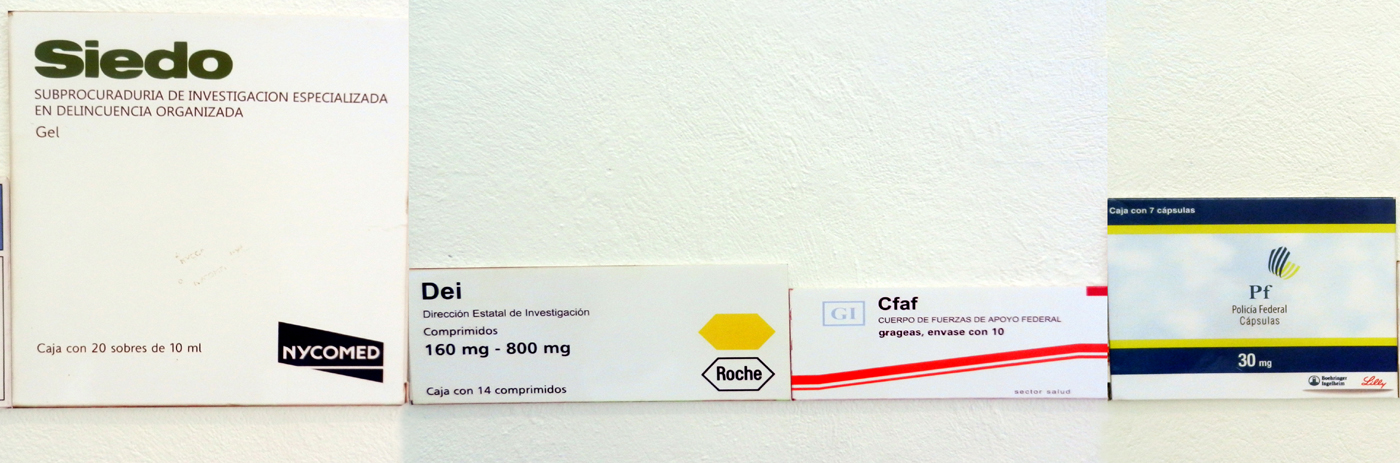 Siedo
SUBPROCURADURIA DE INVESTIGACION ESPECIALIZADA
EN DELINCUENCIA ORGANIZADA
Gel
Caja con 20 sobres de 10 ml
NYCOMED
Dei
Dirección Estatal de Investigación
Comprimidos
160 mg - 800 mg
Caja con 14 comprimidos
Roche
GI
Cfaf
CUERPO DE FUERZAS DE APOYO FEDERAL
grageas, envase con 10
sector salud
Caja con 7 cápsulas
Pf
Policía Federal
Cápsulas
30 mg
Boehringer
Ingelheim
Lilly